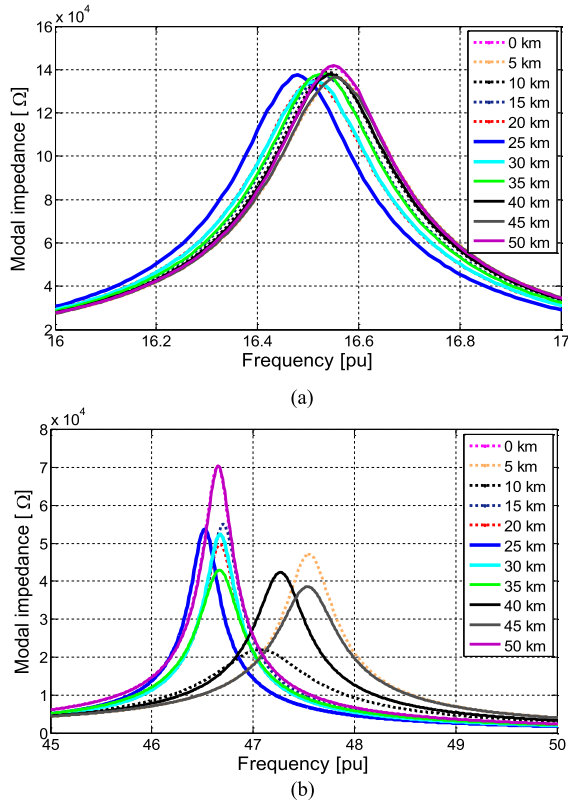 x 10⁴
16
14
12
10
8
6
4
2
Modal impedance [ Ω]
16
16.2
16.4
16.6
16.8
17
Frequency [pu]
0 km
5 km
10 km
15 km
20 km
25 km
30 km
35 km
40 km
45 km
50 km
(a)
x 10⁴
8
7
6
5
4
3
2
1
0
Modal impedance [ Ω]
45
46
47
48
49
50
Frequency [pu]
0 km
5 km
10 km
15 km
20 km
25 km
30 km
35 km
40 km
45 km
50 km
(b)